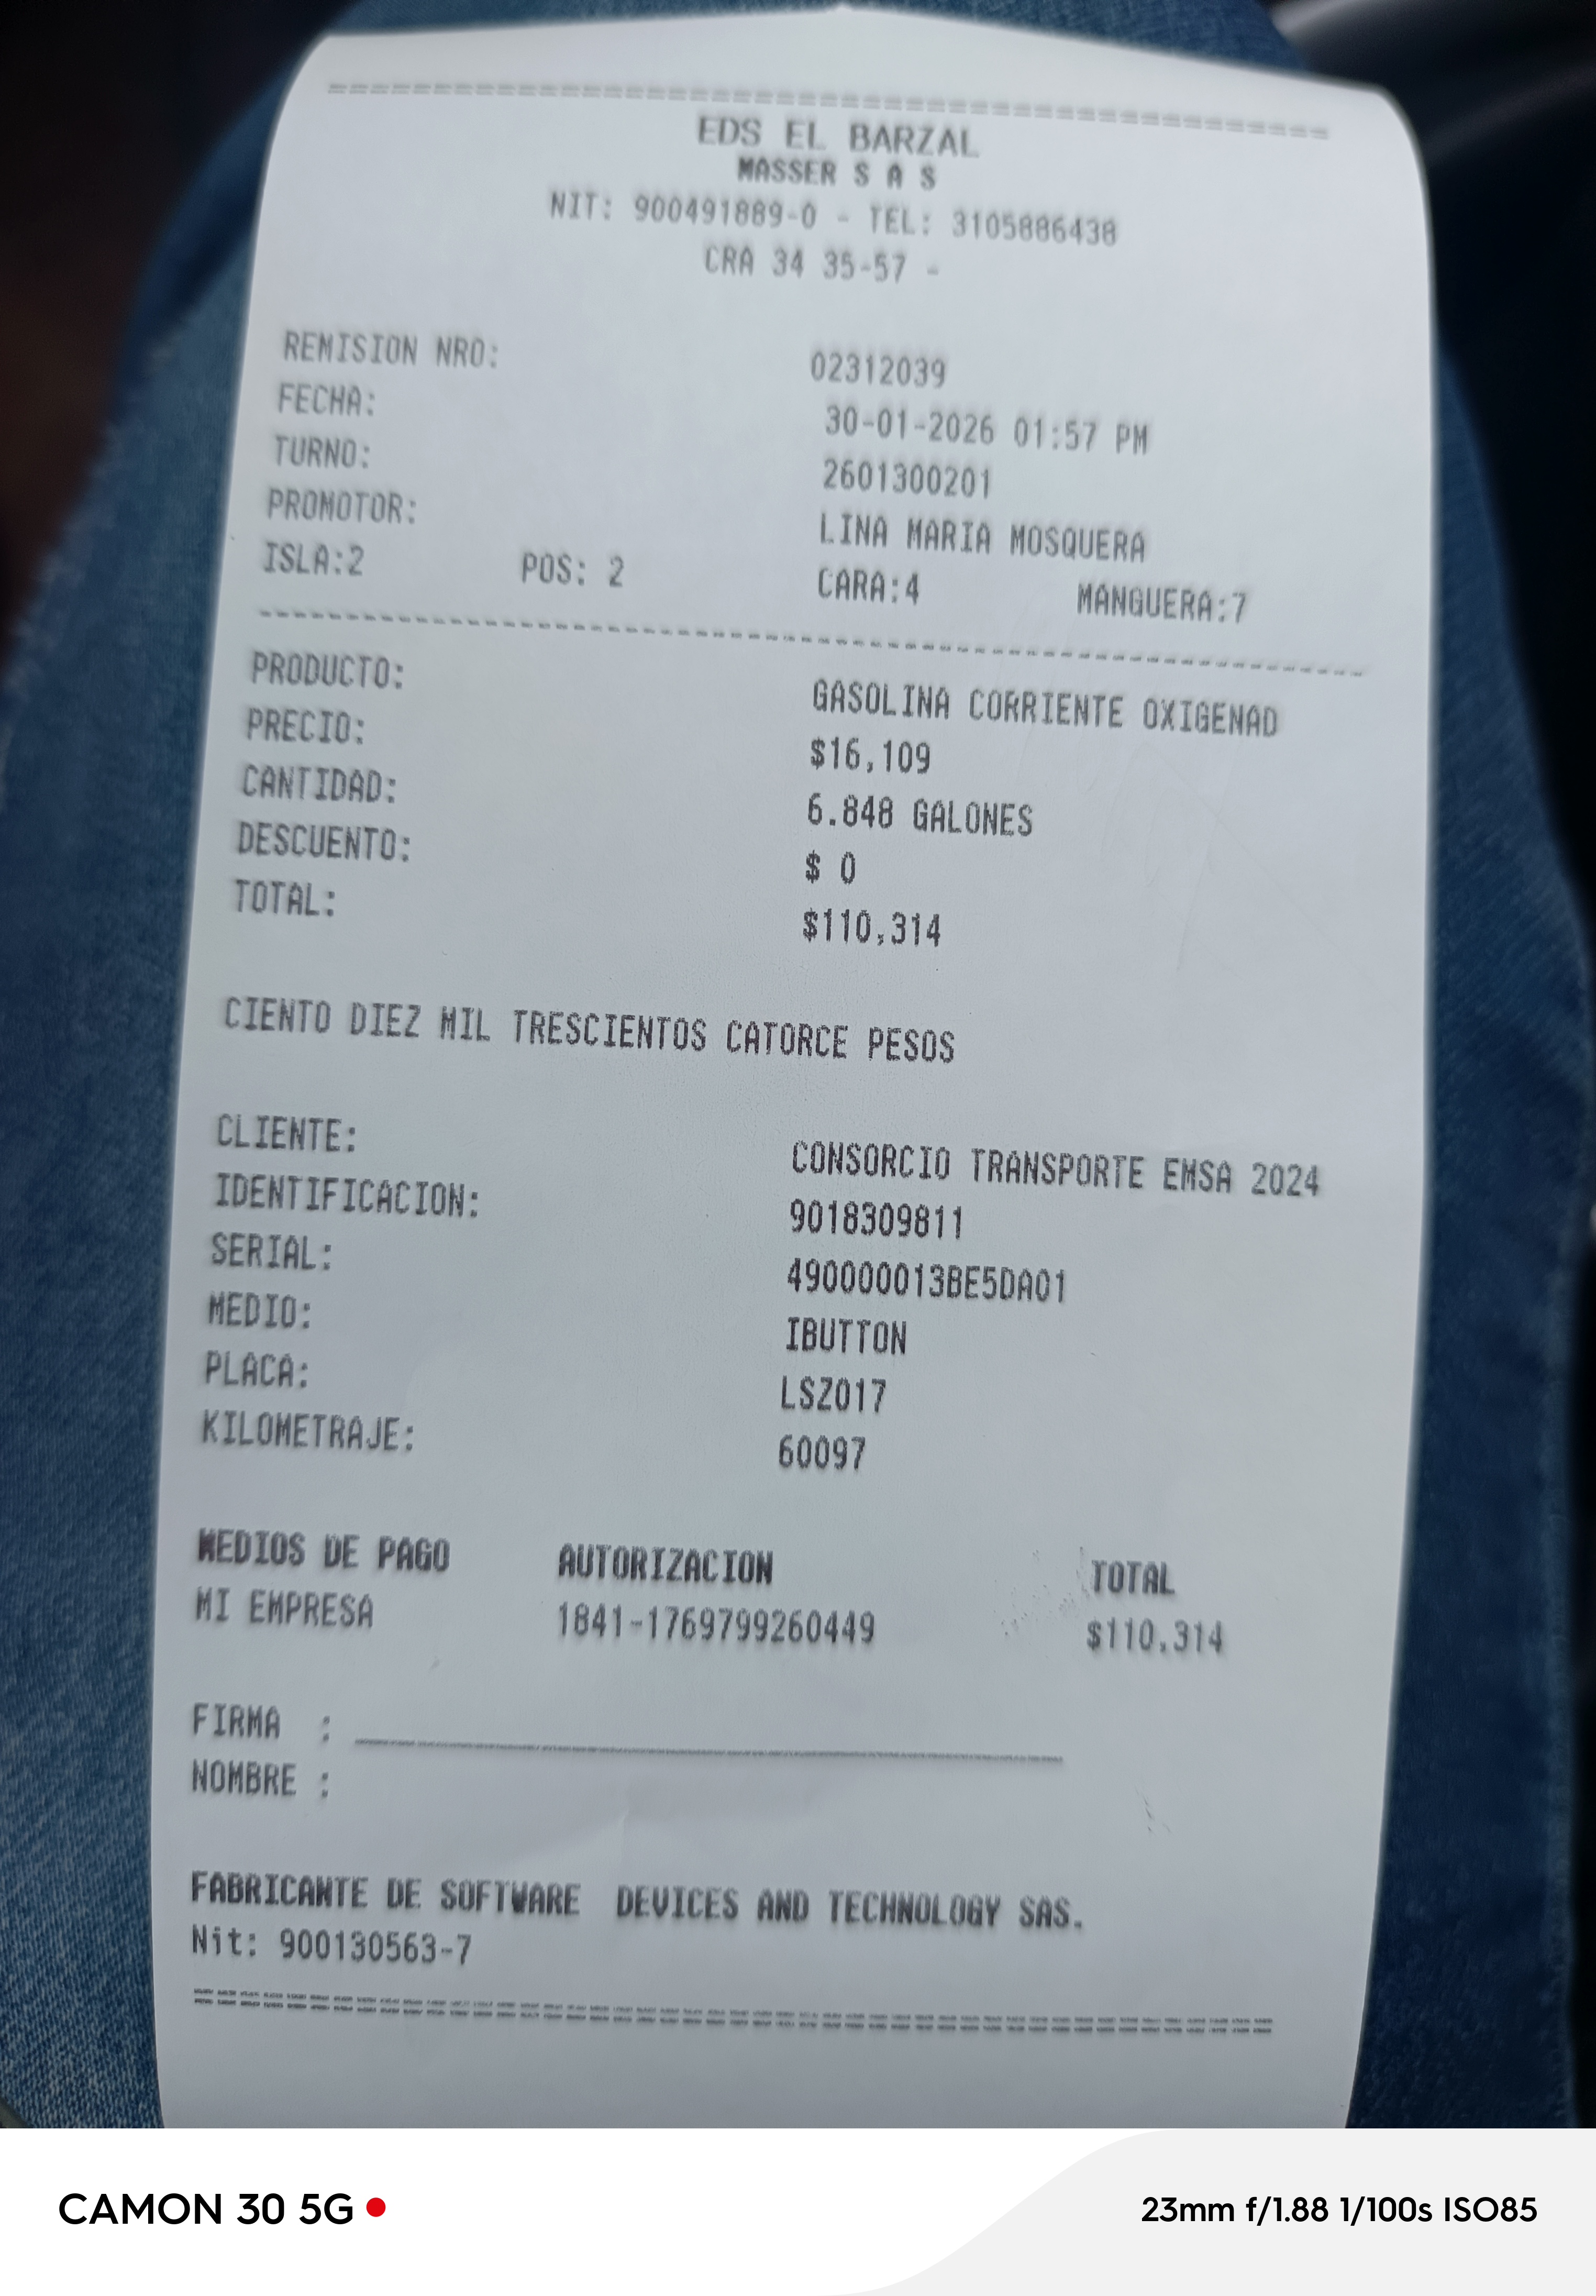 EDS EL BARZAL
MASSER S A S
NIT: 900491889-0 - TEL: 3105886438
CRA 34 35-57 -
REMISION NRO: 02312039
FECHA: 30-01-2026 01:57 PM
TURNO: 2601300201
PROMOTOR: LINA MARIA MOSQUERA
ISLA:2 POS: 2 CARA:4 MANGUERA:7
PRODUCTO: GASOLINA CORRIENTE OXIGENAD
PRECIO: $16,109
CANTIDAD: 6.848 GALONES
DESCUENTO: $ 0
TOTAL: $110,314
CIENTO DIEZ MIL TRESCIENTOS CATORCE PESOS
CLIENTE: CONSORCIO TRANSPORTE EMSA 2024
IDENTIFICACION: 9018309811
SERIAL: 490000013BE5DA01
MEDIO: IBUTTON
PLACA: LSZ017
KILOMETRAJE: 60097
MEDIOS DE PAGO AUTORIZACION TOTAL
MI EMPRESA 1841-1769799260449 $110,314
FIRMA :
NOMBRE :
FABRICANTE DE SOFTWARE DEVICES AND TECHNOLOGY SAS.
Nit: 900130563-7
CAMON 30 5G
23mm f/1.88 1/100s ISO85